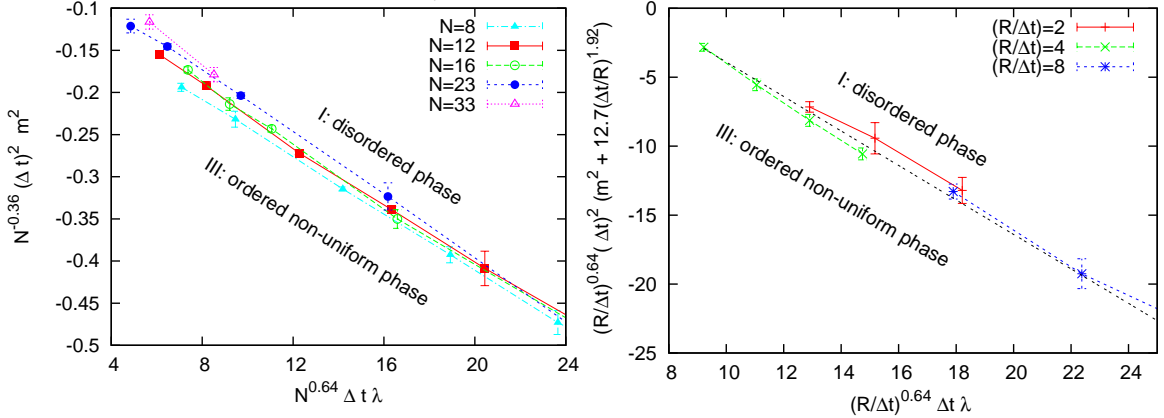 -0.1
-0.15
-0.2
-0.25
-0.3
-0.35
-0.4
-0.45
-0.5
N^-0.36 (Δ t)^2 m^2
4 8 12 16 20 24
N^0.64 Δ t λ
N=8
N=12
N=16
N=23
N=33
I: disordered phase
III: ordered non-uniform phase
0
-5
-10
-15
-20
-25
(R/Δt)^0.64 (Δt)^2 (m^2 + 12.7(Δt/R)^1.92)
8 10 12 14 16 18 20 22 24
(R/Δt)^0.64 Δt λ
(R/Δt)=2
(R/Δt)=4
(R/Δt)=8
I: disordered phase
III: ordered non-uniform phase